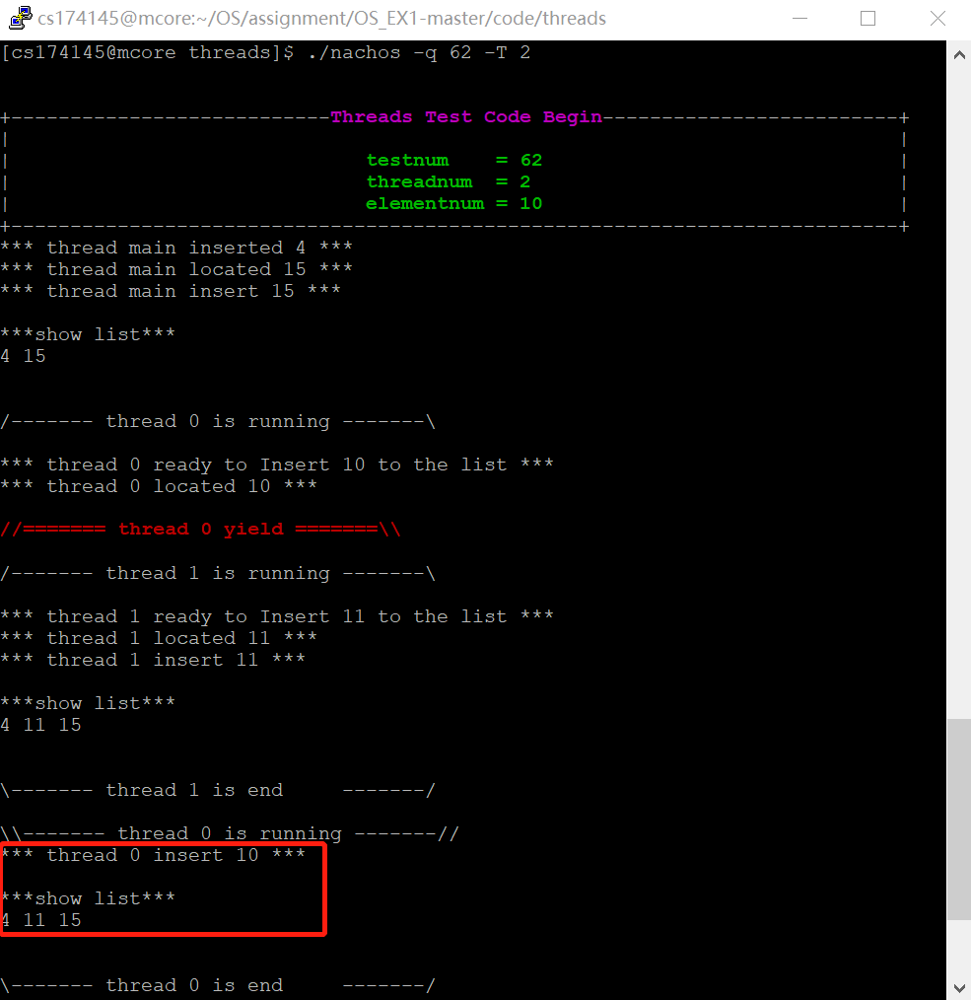 cs174145@mcore:~/OS/assignment/OS_EX1-master/code/threads
[cs174145@mcore threads]$ ./nachos -q 62 -T 2
+---------------------------Threads Test Code Begin-------------------------+
|                                                                           |
|                              testnum    = 62                              |
|                              threadnum  = 2                               |
|                              elementnum = 10                              |
+---------------------------------------------------------------------------+
*** thread main inserted 4 ***
*** thread main located 15 ***
*** thread main insert 15 ***
***show list***
4 15
/------- thread 0 is running -------\
*** thread 0 ready to Insert 10 to the list ***
*** thread 0 located 10 ***
//======= thread 0 yield =======\\
/------- thread 1 is running -------\
*** thread 1 ready to Insert 11 to the list ***
*** thread 1 located 11 ***
*** thread 1 insert 11 ***
***show list***
4 11 15
\------- thread 1 is end     -------/
\\------- thread 0 is running -------//
*** thread 0 insert 10 ***
***show list***
4 11 15
\------- thread 0 is end     -------/